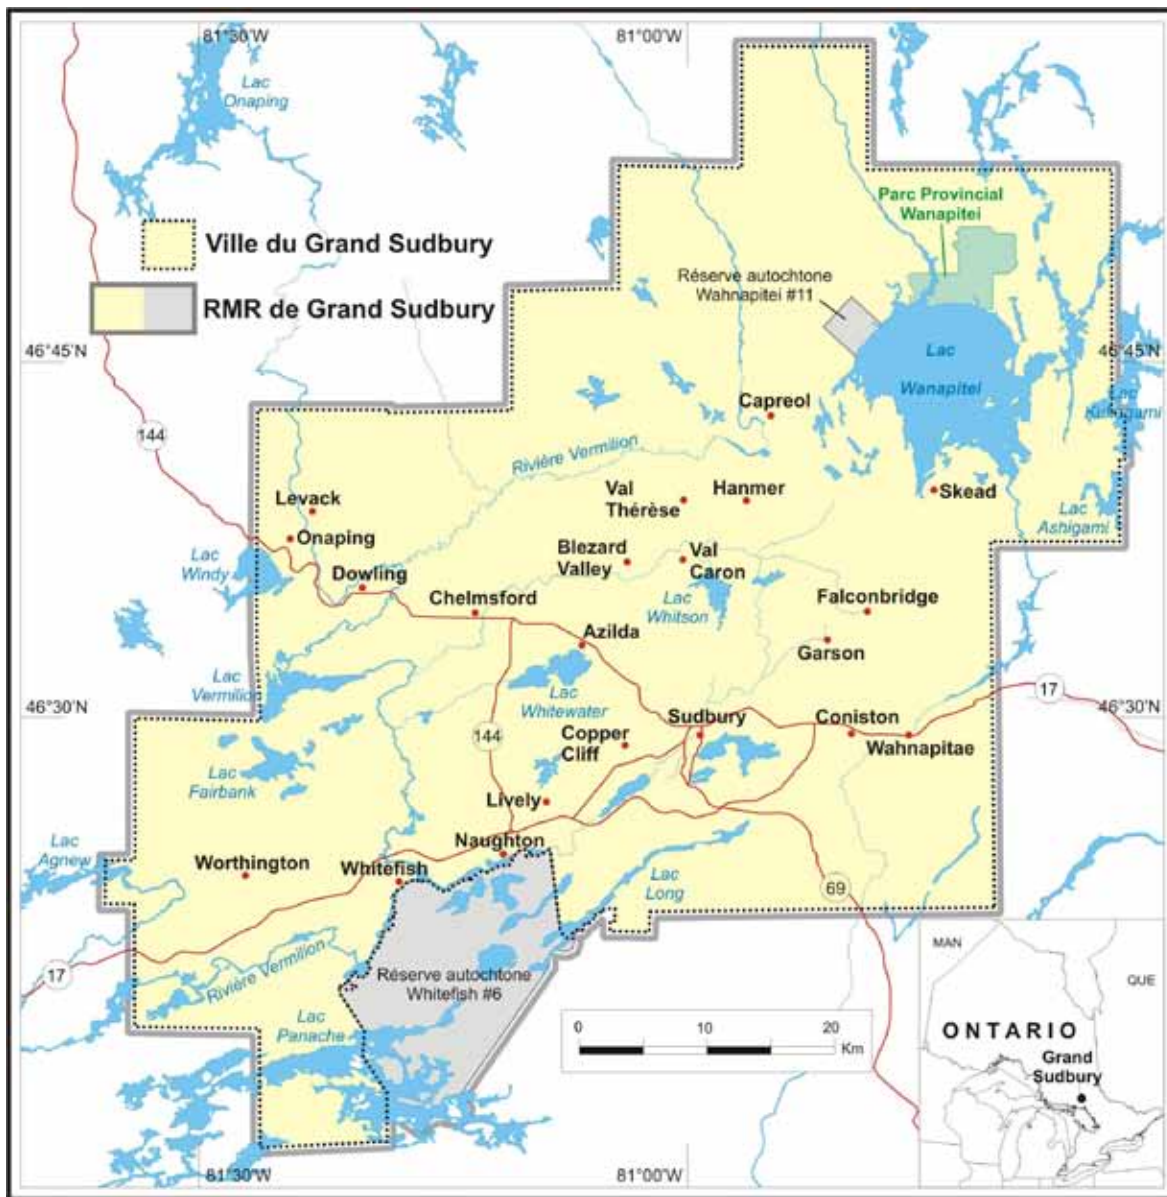 81°30'W
81°00'W
Lac
Onaping
Parc Provincial
Wanapitei
Ville du Grand Sudbury
Réserve autochtone
Wahnapitei #11
RMR de Grand Sudbury
46°45'N
46°45'N
Lac
Wanapitei
Lac
Kukagami
Capreol
144
Rivière Vermilion
Levack
Val
Thérèse
Hanmer
Skead
Lac
Ashigami
Onaping
Lac
Windy
Blezard
Valley
Val
Caron
Dowling
Chelmsford
Lac
Whitson
Falconbridge
Azilda
Garson
Lac
Vermilion
Lac
Whitewater
17
46°30'N
46°30'N
Sudbury
Coniston
144
Copper
Cliff
Wahnapitae
Lac
Fairbank
Lively
Naughton
Lac
Agnew
Worthington
Whitefish
Lac
Long
69
MAN
Rivière Vermilion
17
Réserve autochtone
Whitefish #6
QUE
Lac
Panache
0 10 20
Km
ONTARIO
Grand
Sudbury
81°30'W
81°00'W